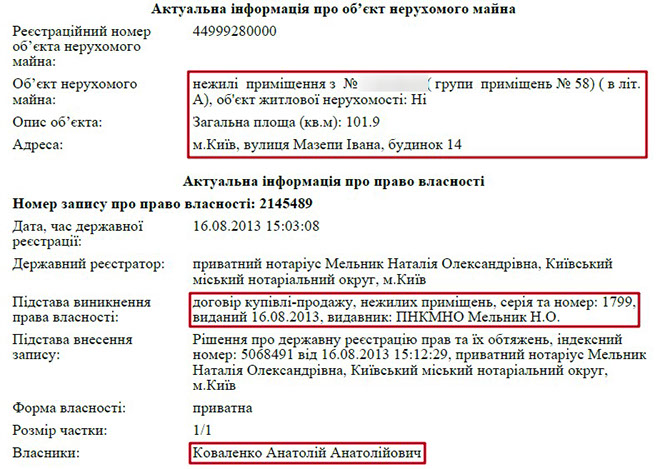 Актуальна інформація про об'єкт нерухомого майна
Реєстраційний номер 44999280000
об'єкта нерухомого
майна:
Об'єкт нерухомого нежилі приміщення з № ( групи приміщень № 58) ( в літ.
майна: А), об'єкт житлової нерухомості: Ні
Опис об'єкта: Загальна площа (кв.м): 101.9
Адреса: м.Київ, вулиця Мазепи Івана, будинок 14
Актуальна інформація про право власності
Номер запису про право власності: 2145489
Дата, час державної 16.08.2013 15:03:08
реєстрації:
Державний реєстратор: приватний нотаріус Мельник Наталія Олександрівна, Київський
міський нотаріальний округ, м.Київ
Підстава виникнення договір купівлі-продажу, нежилих приміщень, серія та номер: 1799,
права власності: виданий 16.08.2013, видавник: ПНКМНО Мельник Н.О.
Підстава внесення Рішення про державну реєстрацію прав та їх обтяжень, індексний
запису: номер: 5068491 від 16.08.2013 15:12:29, приватний нотаріус Мельник
Наталія Олександрівна, Київський міський нотаріальний округ,
м.Київ
Форма власності: приватна
Розмір частки: 1/1
Власники: Коваленко Анатолій Анатолійович